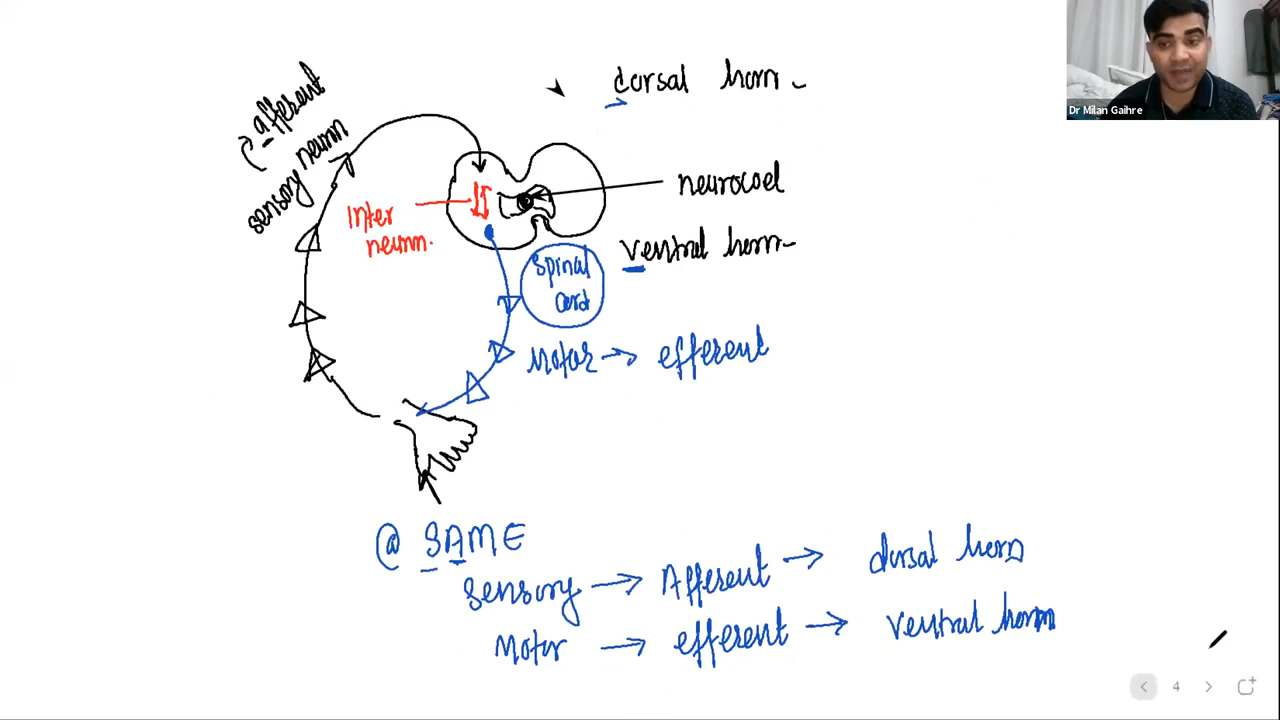 Dr Milan Gaihre
dorsal horn
afferent
sensory neuron
Inter
neuron.
neurocoel
ventral horn
spinal
cord
Motor → efferent
@ SAME
Sensory → Afferent → dorsal horn
Motor → efferent → ventral horn
4